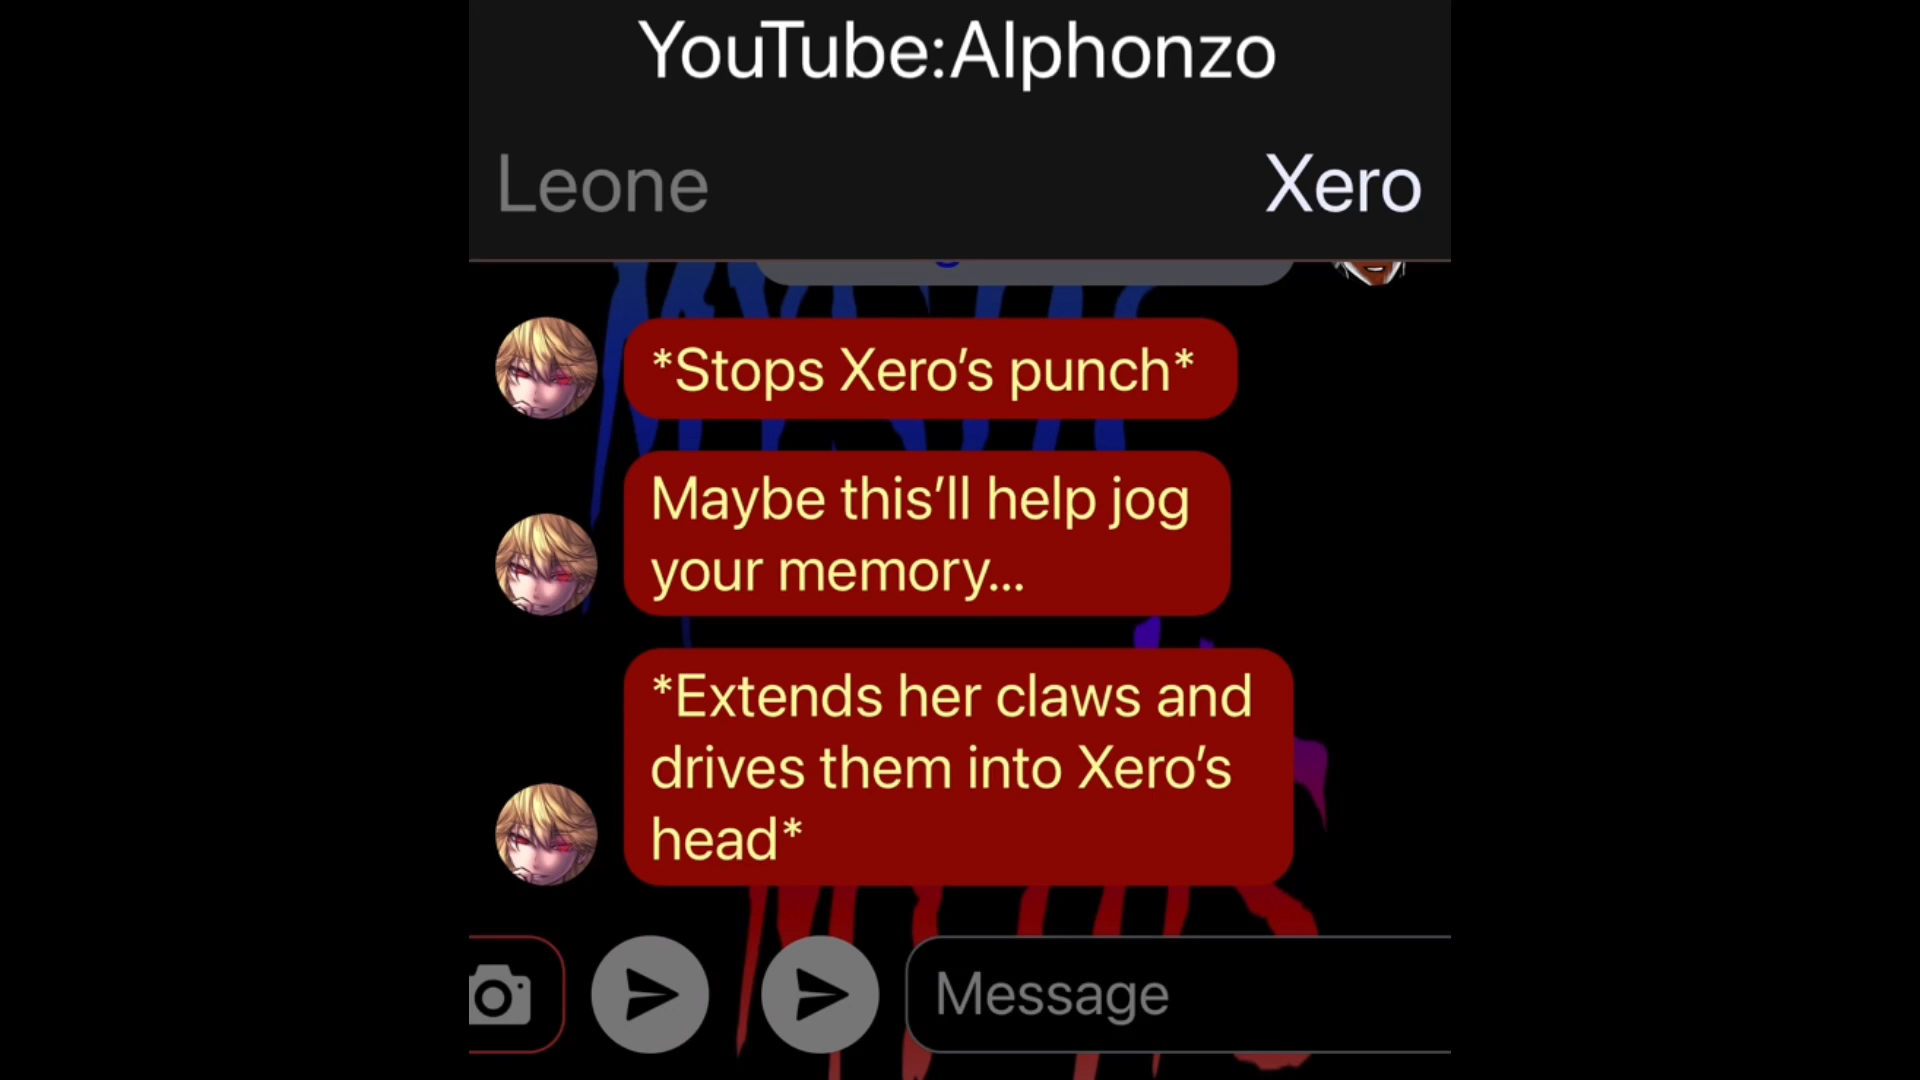 YouTube:Alphonzo
Leone
Xero
*Stops Xero’s punch*
Maybe this’ll help jog
your memory...
*Extends her claws and
drives them into Xero’s
head*
Message